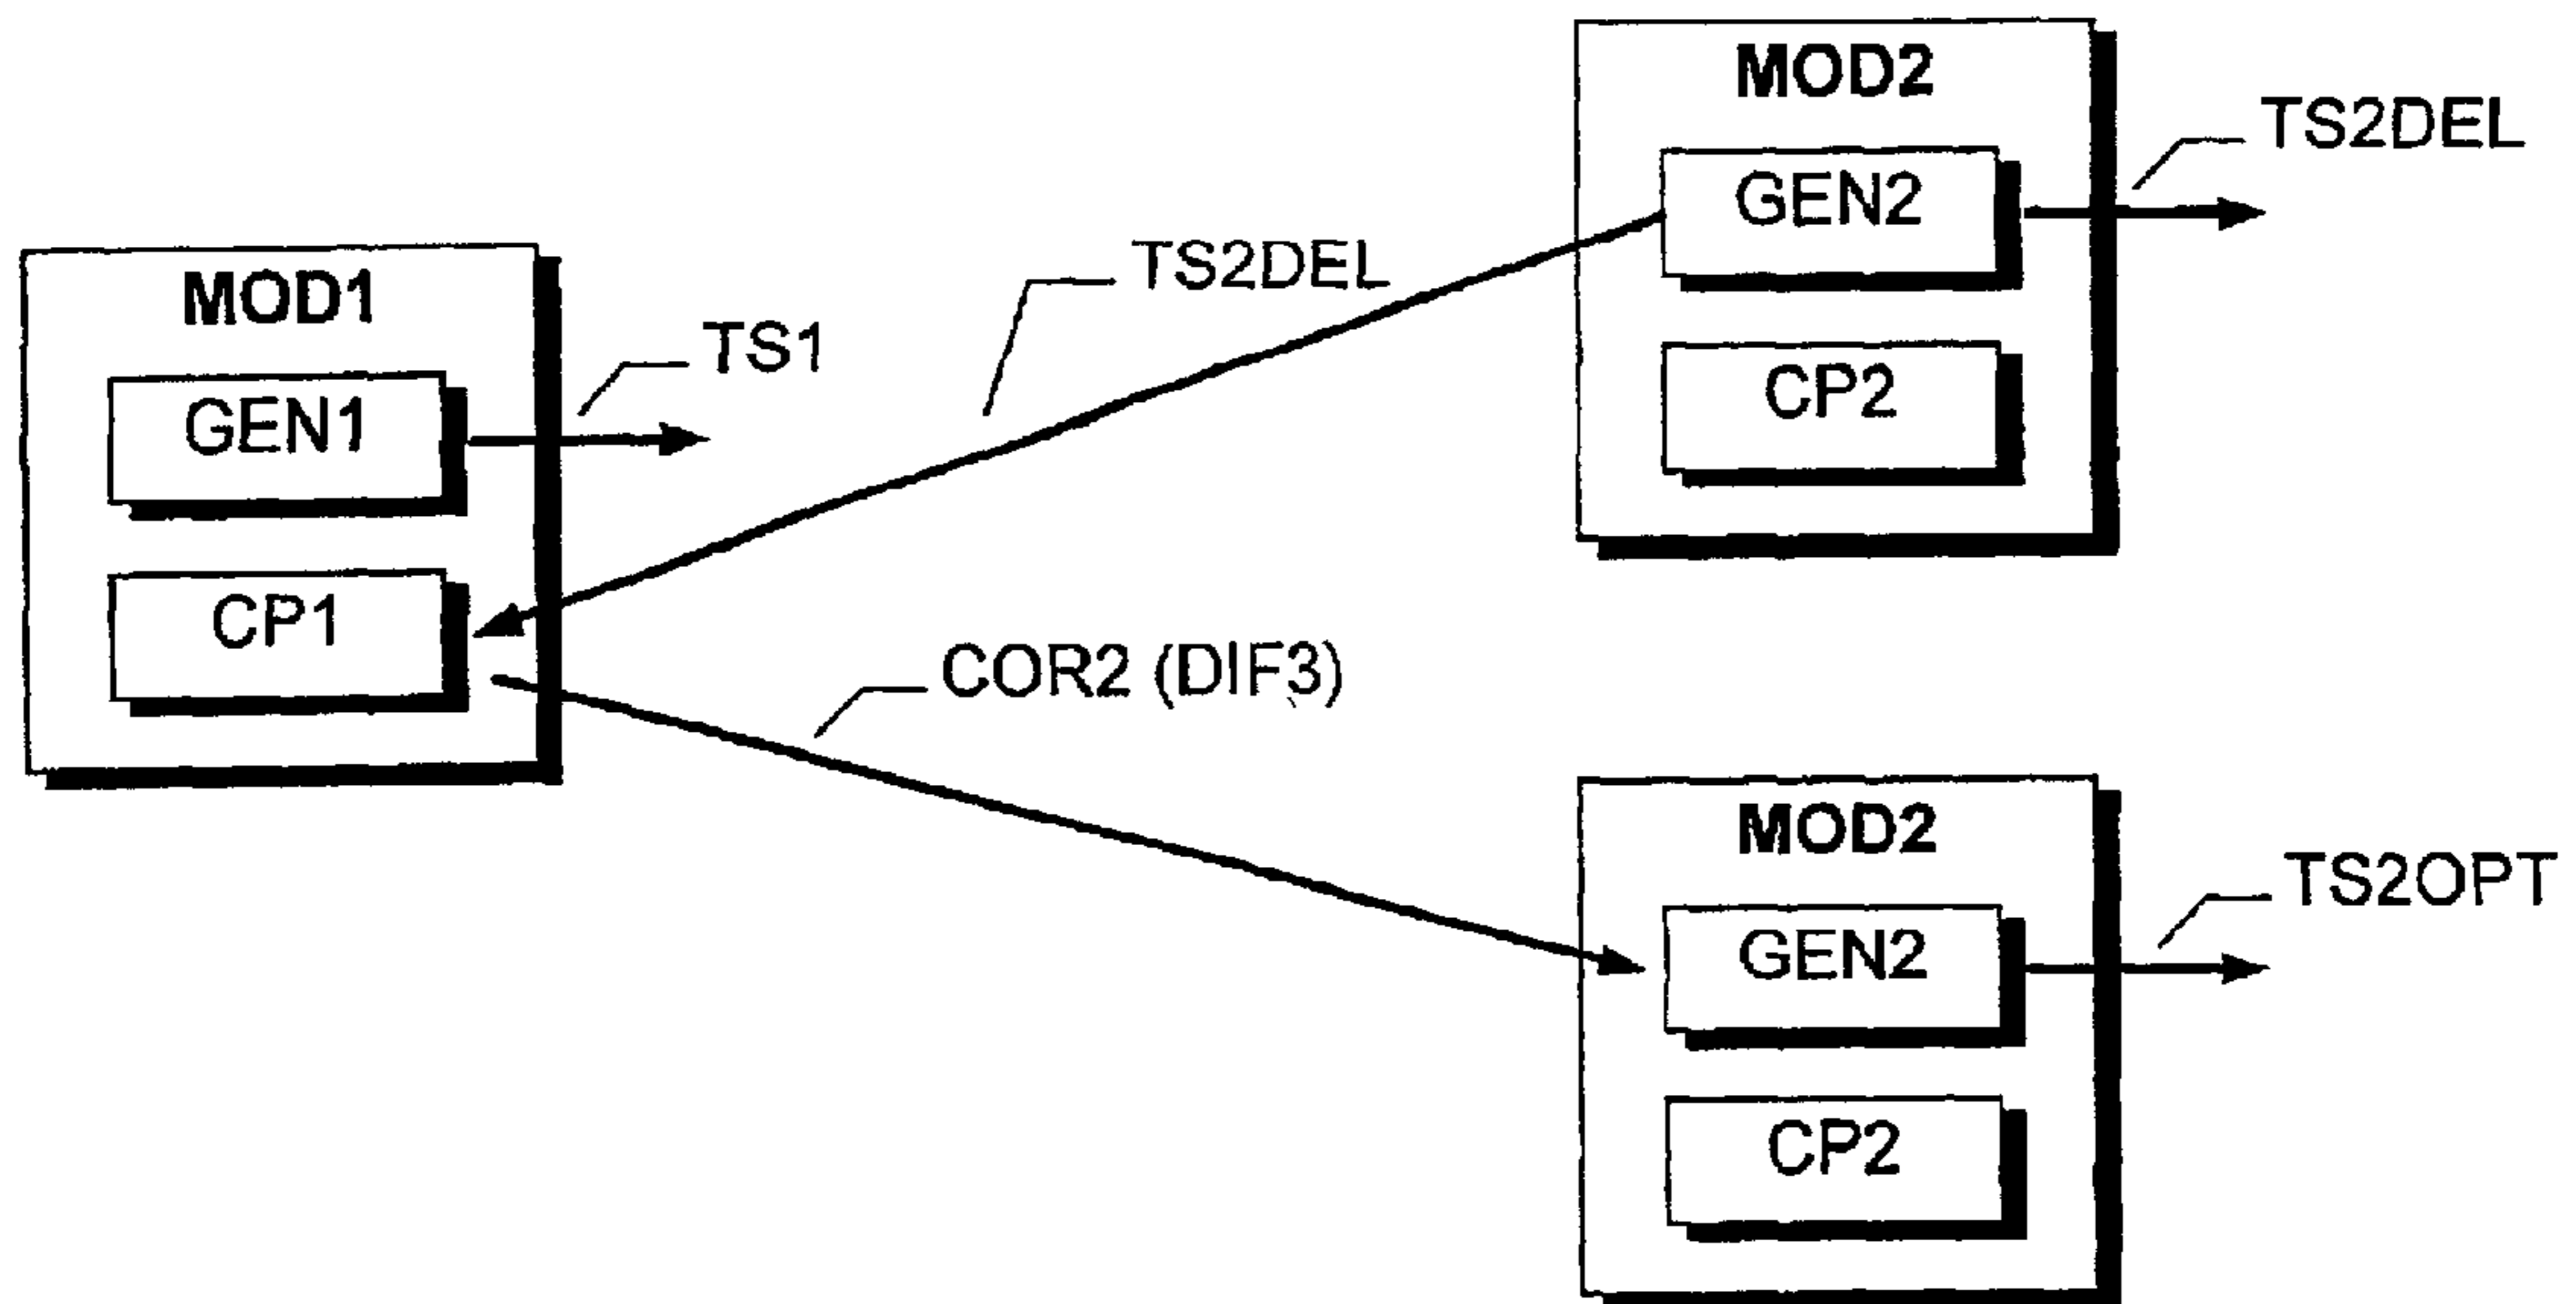 MOD1
GEN1
CP1
TS1
TS2DEL
COR2 (DIF3)
MOD2
GEN2
CP2
TS2DEL
MOD2
GEN2
CP2
TS2OPT